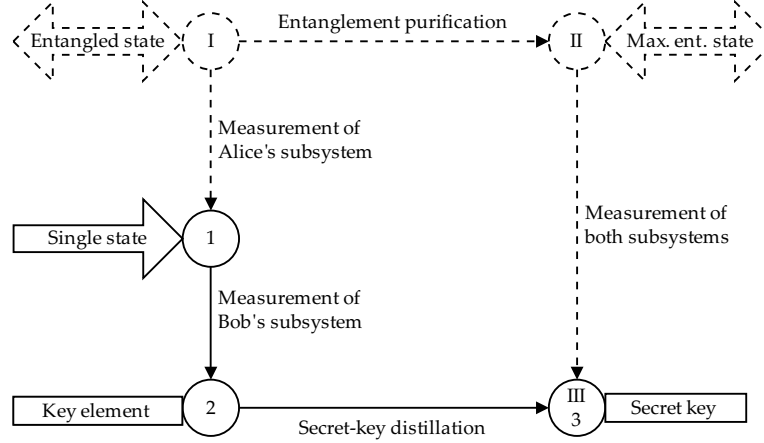 Entanglement purification
Entangled state
I
II
Max. ent. state
Measurement of
Alice's subsystem
Measurement of
both subsystems
Single state
1
Measurement of
Bob's subsystem
Key element
2
III
3
Secret key
Secret-key distillation